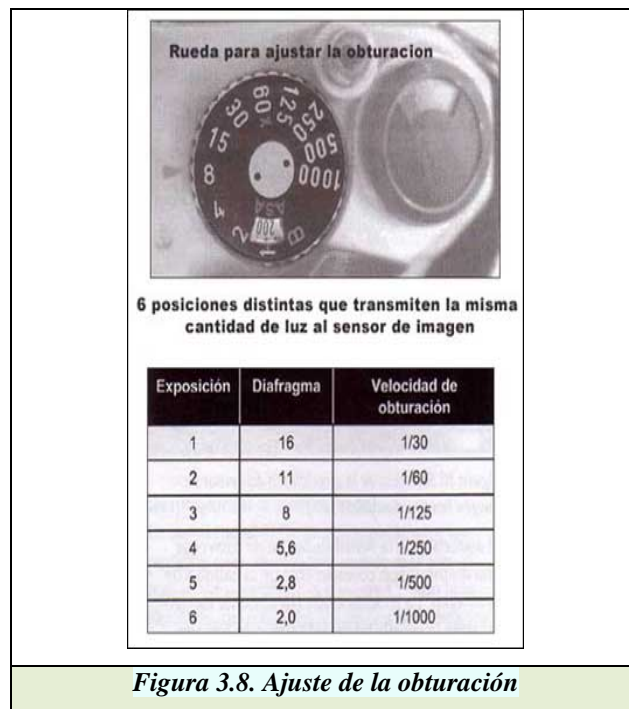 Rueda para ajustar la obturacion
1000
500
250
125
X
60
30
15
8
4
2
1
B
ASA
200
6 posiciones distintas que transmiten la misma
cantidad de luz al sensor de imagen
Exposición Diafragma Velocidad de
obturación
1 16 1/30
2 11 1/60
3 8 1/125
4 5,6 1/250
5 2,8 1/500
6 2,0 1/1000
Figura 3.8. Ajuste de la obturación